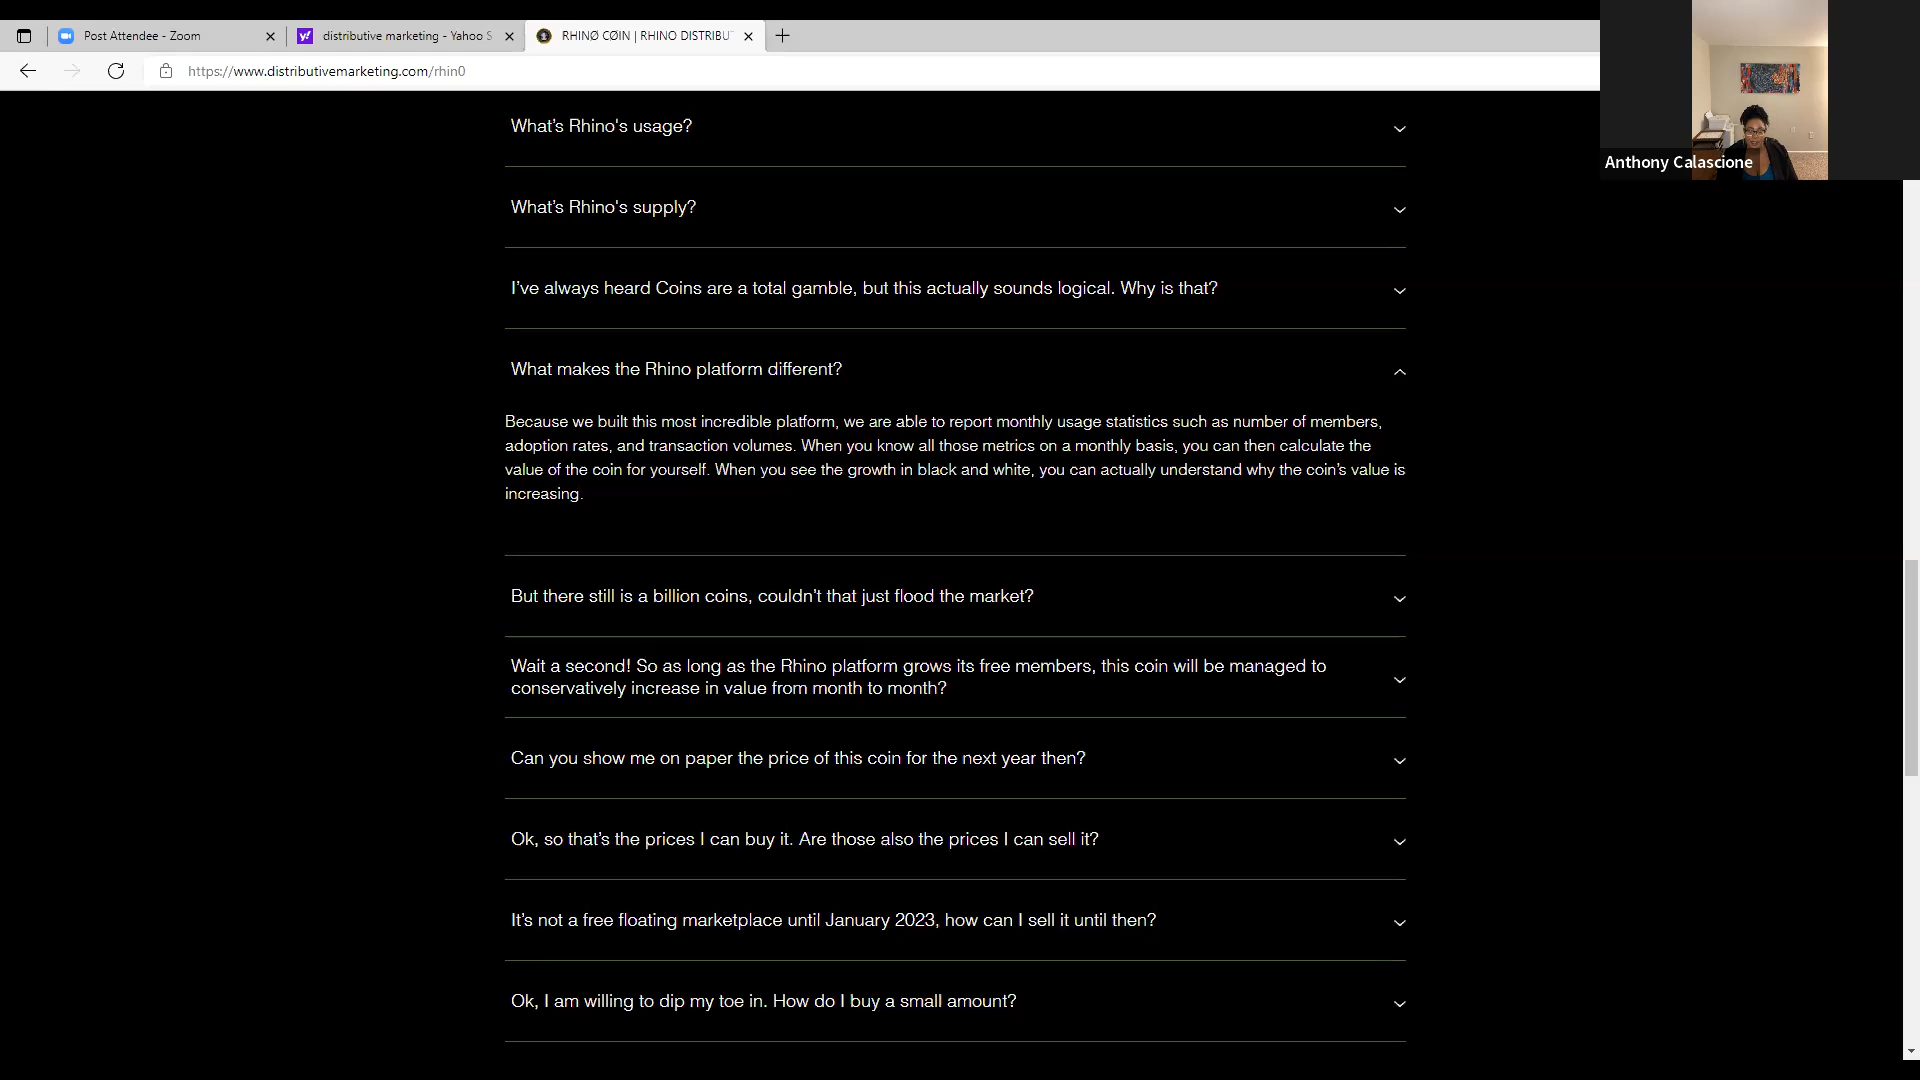 Post Attendee - Zoom
distributive marketing - Yahoo S
RHINØ CØIN | RHINO DISTRIBU
https://www.distributivemarketing.com/rhin0
Anthony Calascione
What's Rhino's usage?
What's Rhino's supply?
I've always heard Coins are a total gamble, but this actually sounds logical. Why is that?
What makes the Rhino platform different?
Because we built this most incredible platform, we are able to report monthly usage statistics such as number of members,
adoption rates, and transaction volumes. When you know all those metrics on a monthly basis, you can then calculate the
value of the coin for yourself. When you see the growth in black and white, you can actually understand why the coin's value is
increasing.
But there still is a billion coins, couldn't that just flood the market?
Wait a second! So as long as the Rhino platform grows its free members, this coin will be managed to
conservatively increase in value from month to month?
Can you show me on paper the price of this coin for the next year then?
Ok, so that's the prices I can buy it. Are those also the prices I can sell it?
It's not a free floating marketplace until January 2023, how can I sell it until then?
Ok, I am willing to dip my toe in. How do I buy a small amount?